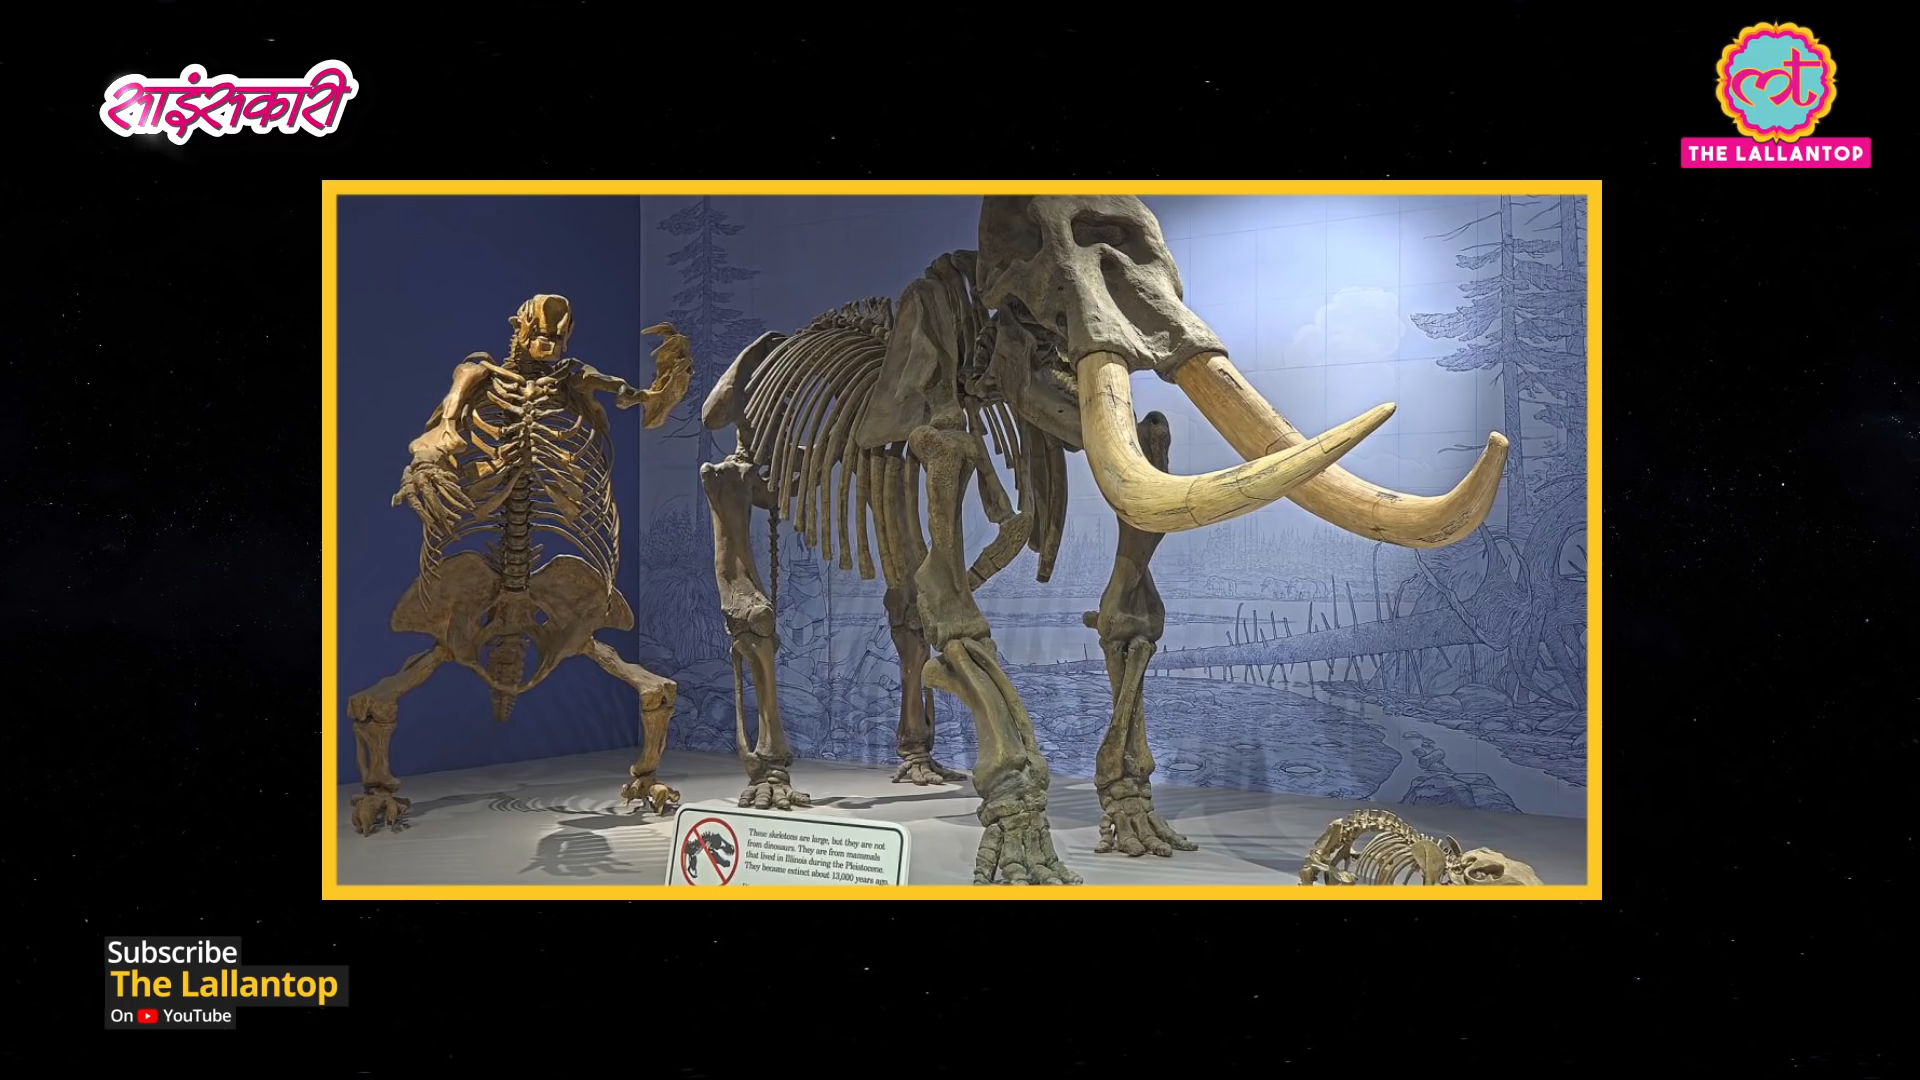 साइंसकारी
lt
THE LALLANTOP
These skeletons are large, but they are not
from dinosaurs. They are from mammals
that lived in Illinois during the Pleistocene.
They became extinct about 13,000 years ago.
Subscribe
The Lallantop
On YouTube